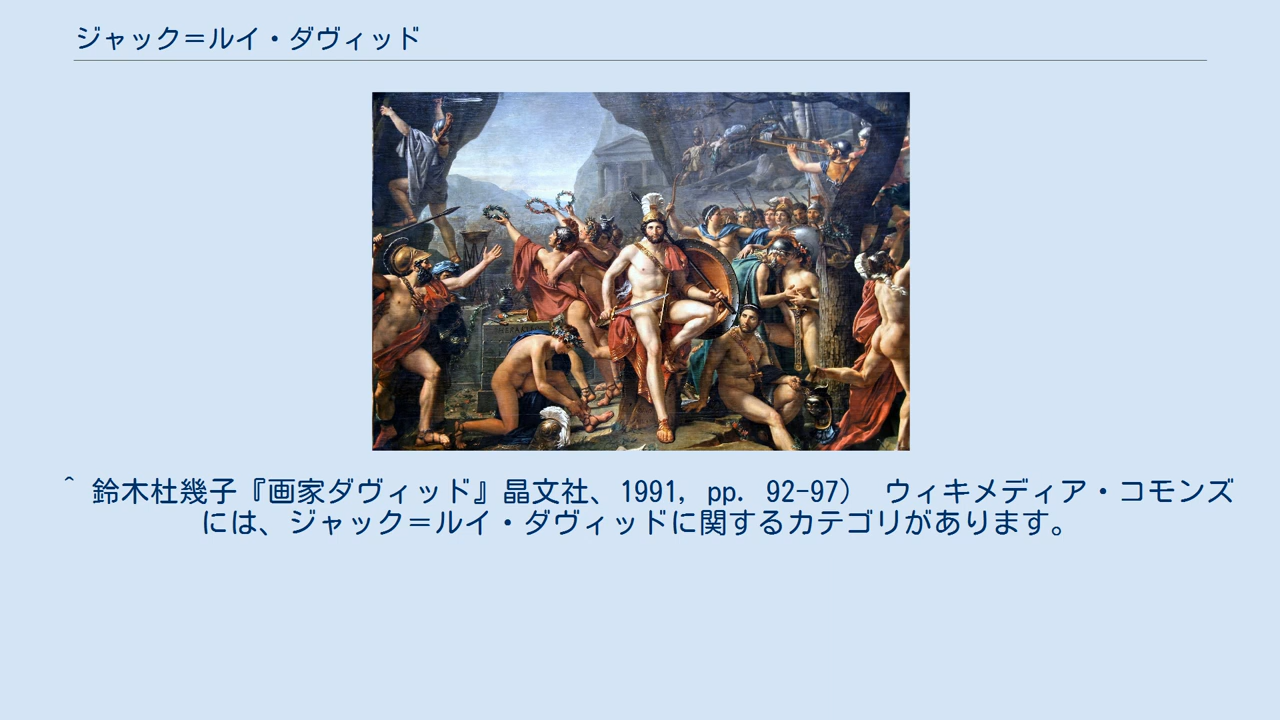 ジャック＝ルイ・ダヴィッド
^ 鈴木杜幾子『画家ダヴィッド』晶文社、1991, pp. 92-97） ウィキメディア・コモンズ
には、ジャック＝ルイ・ダヴィッドに関するカテゴリがあります。